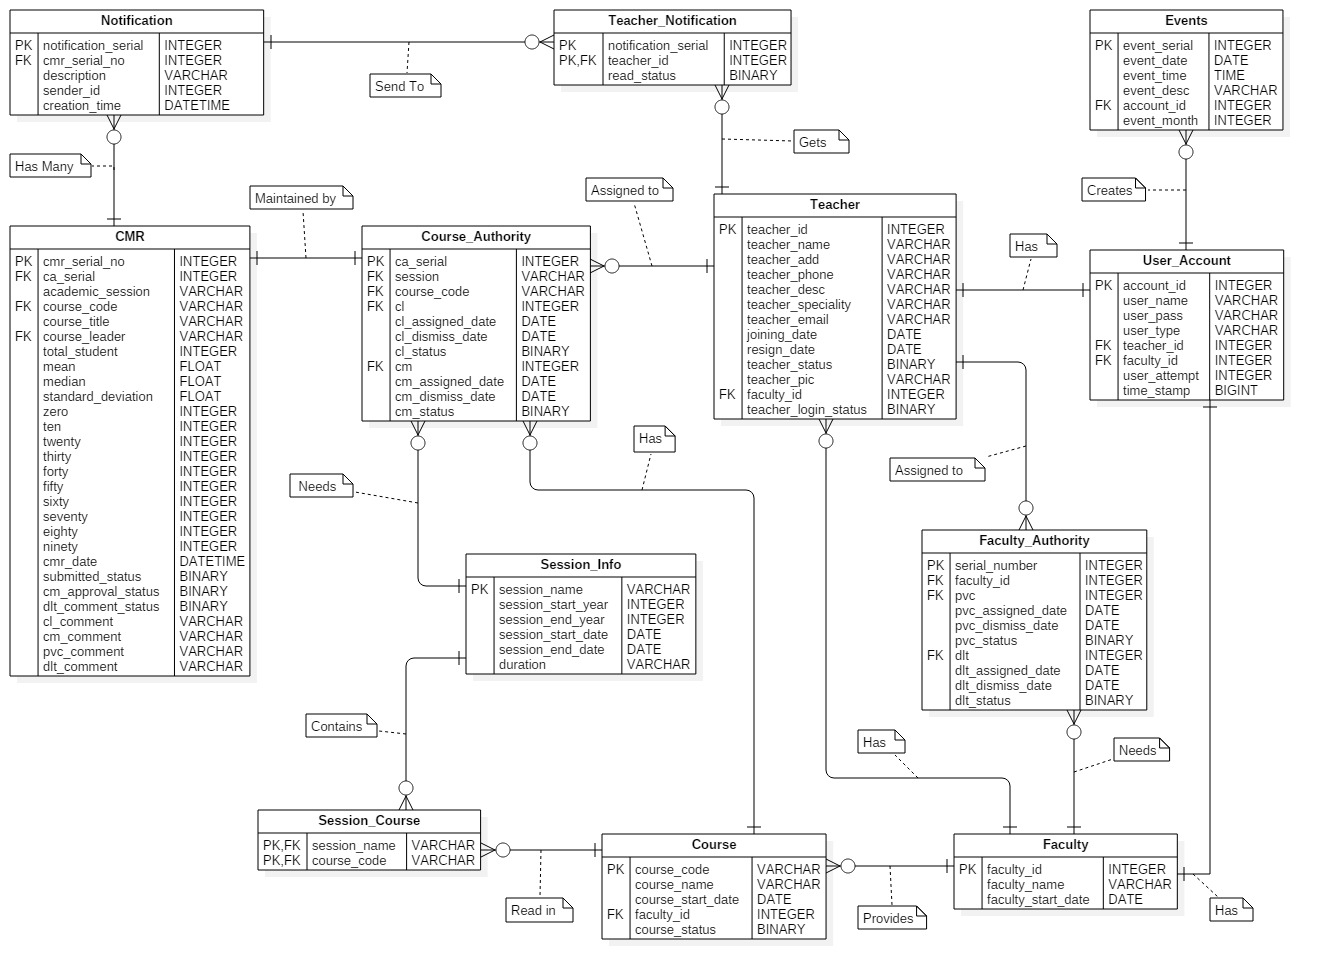 Notification
PK notification_serial INTEGER
FK cmr_serial_no INTEGER
description VARCHAR
sender_id INTEGER
creation_time DATETIME
Send To
Teacher_Notification
PK notification_serial INTEGER
PK,FK teacher_id INTEGER
read_status BINARY
Events
PK event_serial INTEGER
event_date DATE
event_time TIME
event_desc VARCHAR
FK account_id INTEGER
event_month INTEGER
Has Many
Maintained by
Assigned to
Gets
Creates
Has
CMR
PK cmr_serial_no INTEGER
FK ca_serial INTEGER
academic_session VARCHAR
FK course_code VARCHAR
course_title VARCHAR
FK course_leader VARCHAR
total_student INTEGER
mean FLOAT
median FLOAT
standard_deviation FLOAT
zero INTEGER
ten INTEGER
twenty INTEGER
thirty INTEGER
forty INTEGER
fifty INTEGER
sixty INTEGER
seventy INTEGER
eighty INTEGER
ninety INTEGER
cmr_date DATETIME
submitted_status BINARY
cm_approval_status BINARY
dlt_comment_status BINARY
cl_comment VARCHAR
cm_comment VARCHAR
pvc_comment VARCHAR
dlt_comment VARCHAR
Course_Authority
PK ca_serial INTEGER
FK session VARCHAR
FK course_code VARCHAR
FK cl INTEGER
cl_assigned_date DATE
cl_dismiss_date DATE
cl_status BINARY
FK cm INTEGER
cm_assigned_date DATE
cm_dismiss_date DATE
cm_status BINARY
Teacher
PK teacher_id INTEGER
teacher_name VARCHAR
teacher_add VARCHAR
teacher_phone VARCHAR
teacher_desc VARCHAR
teacher_speciality VARCHAR
teacher_email VARCHAR
joining_date DATE
resign_date DATE
teacher_status BINARY
teacher_pic VARCHAR
FK faculty_id INTEGER
teacher_login_status BINARY
User_Account
PK account_id INTEGER
user_name VARCHAR
user_pass VARCHAR
user_type VARCHAR
FK teacher_id INTEGER
FK faculty_id INTEGER
user_attempt INTEGER
time_stamp BIGINT
Has
Needs
Assigned to
Session_Info
PK session_name VARCHAR
session_start_year INTEGER
session_end_year INTEGER
session_start_date DATE
session_end_date DATE
duration VARCHAR
Faculty_Authority
PK serial_number INTEGER
FK faculty_id INTEGER
FK pvc INTEGER
pvc_assigned_date DATE
pvc_dismiss_date DATE
pvc_status BINARY
FK dlt INTEGER
dlt_assigned_date DATE
dlt_dismiss_date DATE
dlt_status BINARY
Contains
Has
Needs
Session_Course
PK,FK session_name VARCHAR
PK,FK course_code VARCHAR
Course
PK course_code VARCHAR
course_name VARCHAR
course_start_date DATE
FK faculty_id INTEGER
course_status BINARY
Faculty
PK faculty_id INTEGER
faculty_name VARCHAR
faculty_start_date DATE
Read in
Provides
Has